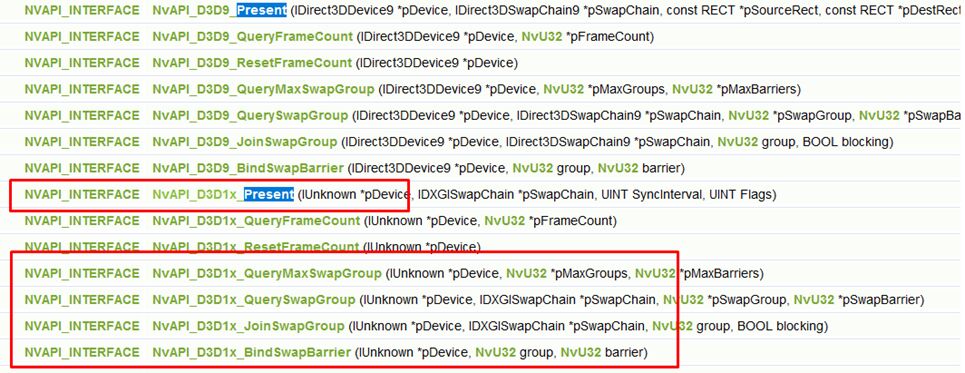 NVAPI_INTERFACE NvAPI_D3D9_Present (IDirect3DDevice9 *pDevice, IDirect3DSwapChain9 *pSwapChain, const RECT *pSourceRect, const RECT *pDestRect
NVAPI_INTERFACE NvAPI_D3D9_QueryFrameCount (IDirect3DDevice9 *pDevice, NvU32 *pFrameCount)
NVAPI_INTERFACE NvAPI_D3D9_ResetFrameCount (IDirect3DDevice9 *pDevice)
NVAPI_INTERFACE NvAPI_D3D9_QueryMaxSwapGroup (IDirect3DDevice9 *pDevice, NvU32 *pMaxGroups, NvU32 *pMaxBarriers)
NVAPI_INTERFACE NvAPI_D3D9_QuerySwapGroup (IDirect3DDevice9 *pDevice, IDirect3DSwapChain9 *pSwapChain, NvU32 *pSwapGroup, NvU32 *pSwapBa
NVAPI_INTERFACE NvAPI_D3D9_JoinSwapGroup (IDirect3DDevice9 *pDevice, IDirect3DSwapChain9 *pSwapChain, NvU32 group, BOOL blocking)
NVAPI_INTERFACE NvAPI_D3D9_BindSwapBarrier (IDirect3DDevice9 *pDevice, NvU32 group, NvU32 barrier)
NVAPI_INTERFACE NvAPI_D3D1x_Present (IUnknown *pDevice, IDXGISwapChain *pSwapChain, UINT SyncInterval, UINT Flags)
NVAPI_INTERFACE NvAPI_D3D1x_QueryFrameCount (IUnknown *pDevice, NvU32 *pFrameCount)
NVAPI_INTERFACE NvAPI_D3D1x_ResetFrameCount (IUnknown *pDevice)
NVAPI_INTERFACE NvAPI_D3D1x_QueryMaxSwapGroup (IUnknown *pDevice, NvU32 *pMaxGroups, NvU32 *pMaxBarriers)
NVAPI_INTERFACE NvAPI_D3D1x_QuerySwapGroup (IUnknown *pDevice, IDXGISwapChain *pSwapChain, NvU32 *pSwapGroup, NvU32 *pSwapBarrier)
NVAPI_INTERFACE NvAPI_D3D1x_JoinSwapGroup (IUnknown *pDevice, IDXGISwapChain *pSwapChain, NvU32 group, BOOL blocking)
NVAPI_INTERFACE NvAPI_D3D1x_BindSwapBarrier (IUnknown *pDevice, NvU32 group, NvU32 barrier)